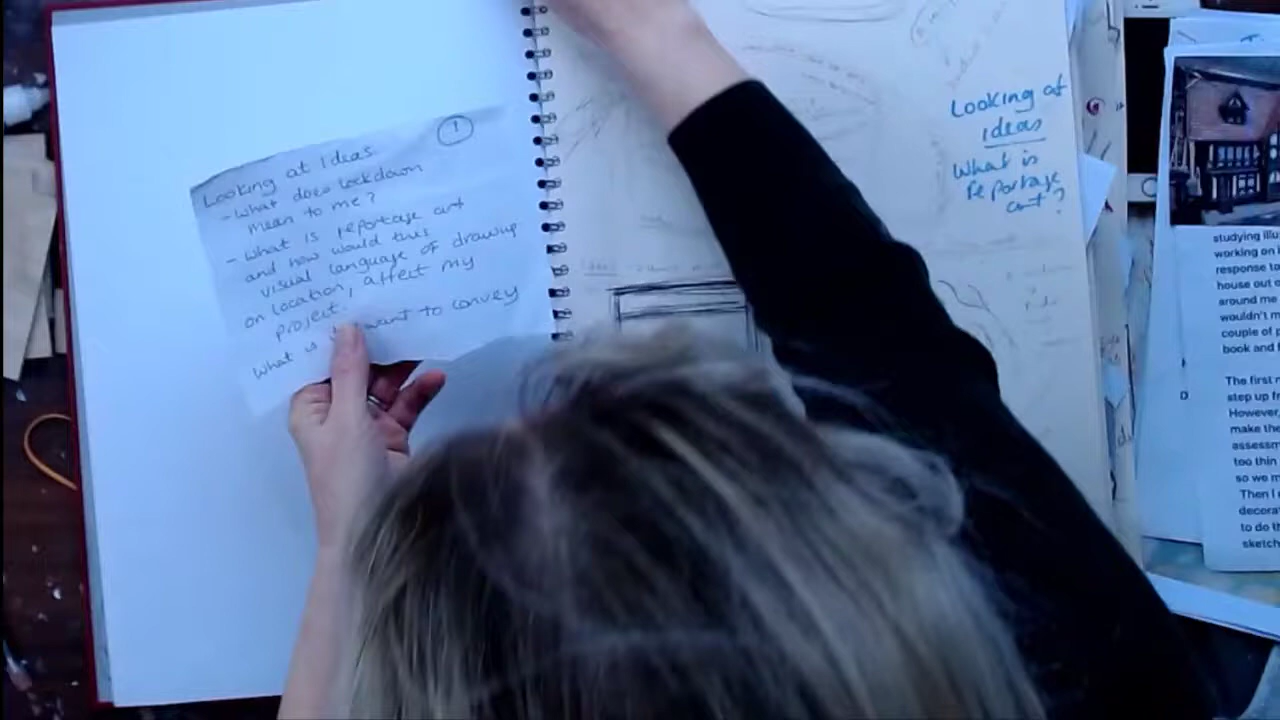 1
Looking at Ideas
- What does lockdown
mean to me?
- What is reportage art
and how would this
visual language of drawing
on location, affect my
project.
What is want to convey
Looking at
ideas
What is
reportage
art?
studying illu
working on
response to
house out o
around me
wouldn't m
couple of p
book and f
The first
step up fr
However,
make the
assessm
too thin
so we m
Then I
decora
to do th
sketch
D